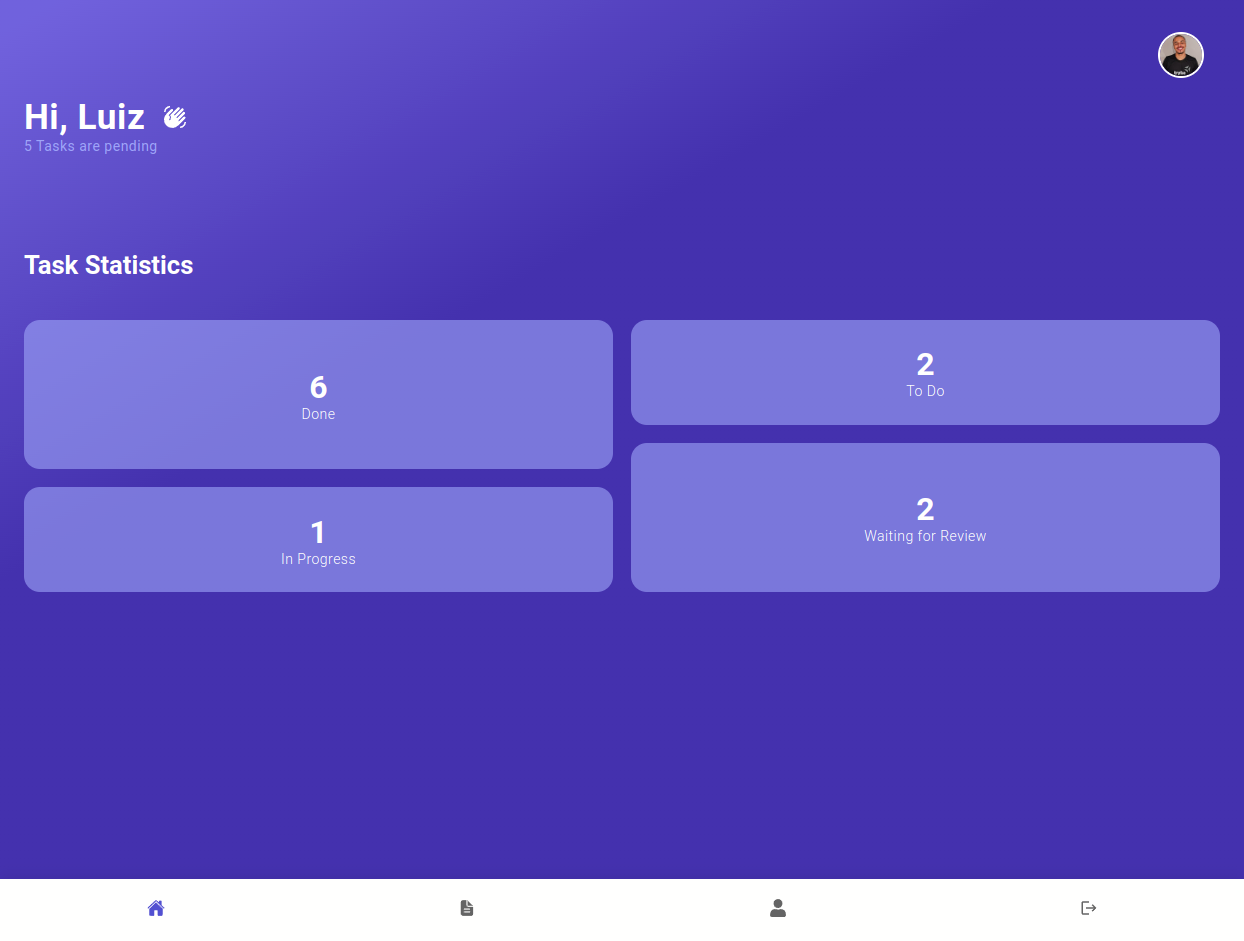 Hi, Luiz
5 Tasks are pending
Task Statistics
6
Done
2
To Do
1
In Progress
2
Waiting for Review